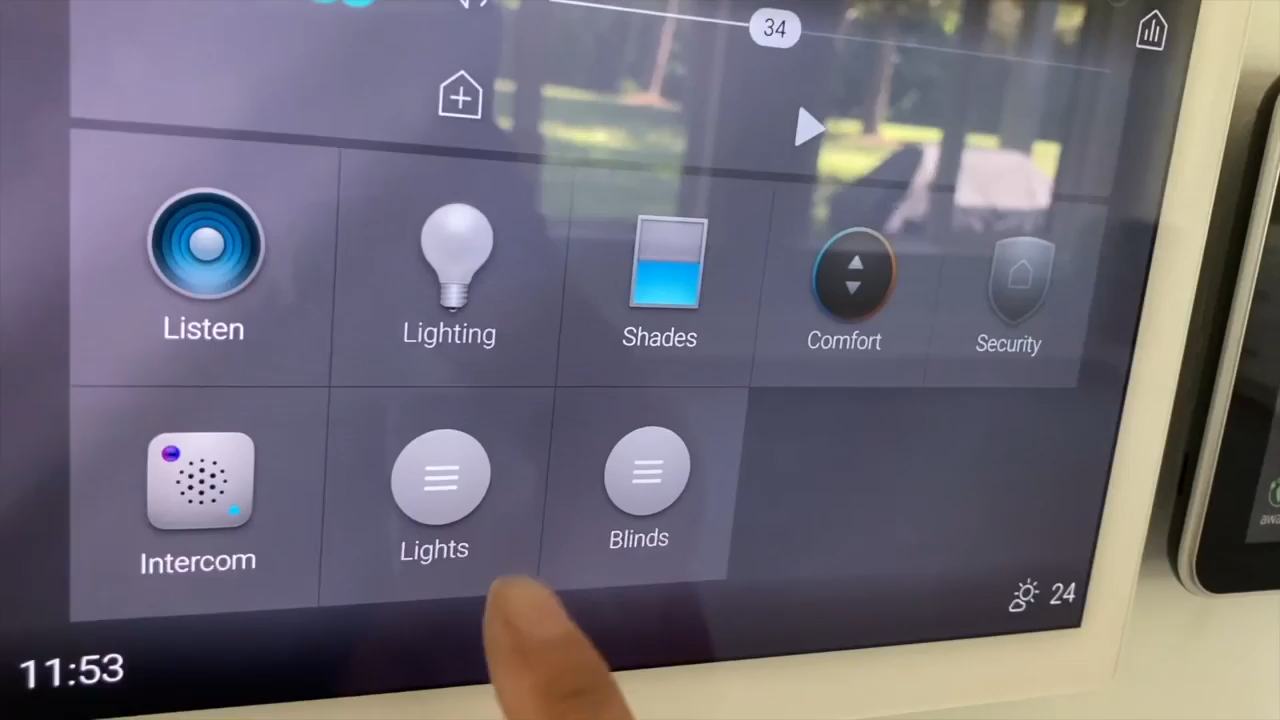 34
Listen
Lighting
Shades
Comfort
Security
Intercom
Lights
Blinds
24
11:53